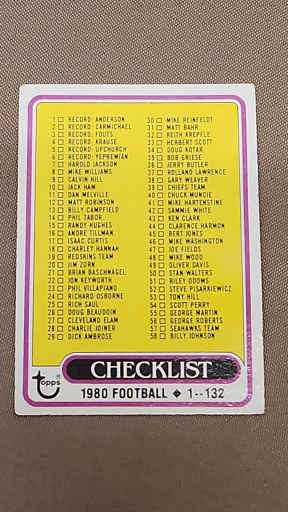 1 □ RECORD: ANDERSON
2 □ RECORD: CARMICHAEL
3 □ RECORD: FOUTS
4 □ RECORD: KRAUSE
5 □ RECORD: UPCHURCH
6 □ RECORD: YEPREMIAN
7 □ HAROLD JACKSON
8 □ MIKE WILLIAMS
9 □ CALVIN HILL
10 □ JACK HAM
11 □ DAN MELVILLE
12 □ MATT ROBINSON
13 □ BILLY CAMPFIELD
14 □ PHIL TABOR
15 □ RANDY HUGHES
16 □ ANDRE TILLMAN
17 □ ISAAC CURTIS
18 □ CHARLEY HANNAH
19 □ REDSKINS TEAM
20 □ JIM ZORN
21 □ BRIAN BASCHNAGEL
22 □ JON KEYWORTH
23 □ PHIL VILLAPIANO
24 □ RICHARD OSBORNE
25 □ RICH SAUL
26 □ DOUG BEAUDOIN
27 □ CLEVELAND ELAM
28 □ CHARLIE JOINER
29 □ DICK AMBROSE
30 □ MIKE REINFELDT
31 □ MATT BAHR
32 □ KEITH KREPFLE
33 □ HERBERT SCOTT
34 □ DOUG KOTAR
35 □ BOB GRIESE
36 □ JERRY BUTLER
37 □ ROLLAND LAWRENCE
38 □ GARY WEAVER
39 □ CHIEFS TEAM
40 □ CHUCK MUNCIE
41 □ MIKE HARTENSTINE
42 □ SAMMIE WHITE
43 □ KEN CLARK
44 □ CLARENCE HARMON
45 □ BERT JONES
46 □ MIKE WASHINGTON
47 □ JOE FIELDS
48 □ MIKE WOOD
49 □ OLIVER DAVIS
50 □ STAN WALTERS
51 □ RILEY ODOMS
52 □ STEVE PISARKIEWICZ
53 □ TONY HILL
54 □ SCOTT PERRY
55 □ GEORGE MARTIN
56 □ GEORGE ROBERTS
57 □ SEAHAWKS TEAM
58 □ BILLY JOHNSON
topps®
CHECKLIST
1980 FOOTBALL ◆ 1--132